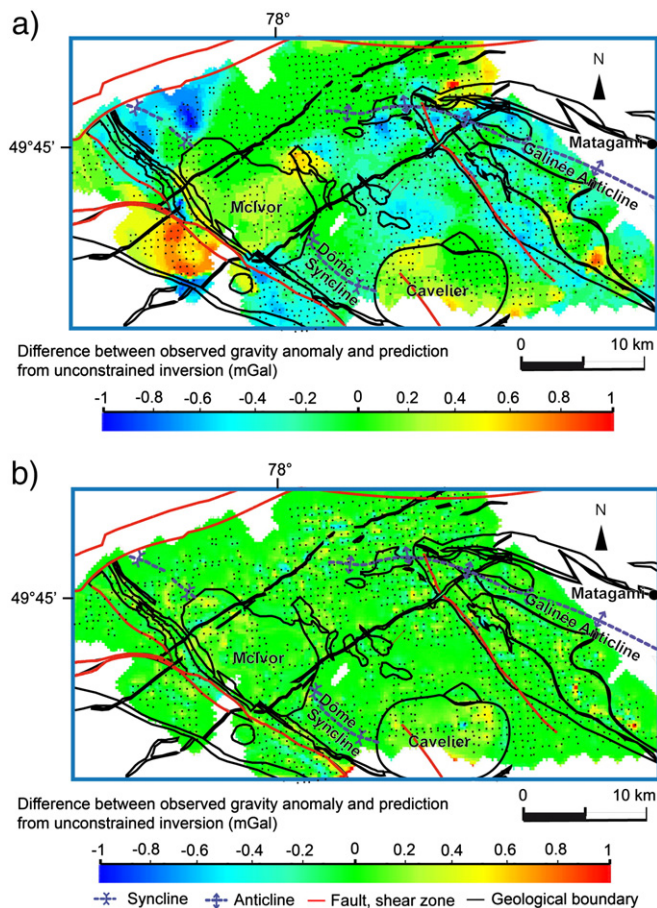 a)
78°
N
49°45'
Matagami
Galinée Anticline
McIvor
Dôme
Syncline
Cavelier
Difference between observed gravity anomaly and prediction
from unconstrained inversion (mGal)
0 10 km
-1 -0.8 -0.6 -0.4 -0.2 0 0.2 0.4 0.6 0.8 1
b)
78°
N
49°45'
Matagami
Galinée Anticline
McIvor
Dôme
Syncline
Cavelier
Difference between observed gravity anomaly and prediction
from unconstrained inversion (mGal)
0 10 km
-1 -0.8 -0.6 -0.4 -0.2 0 0.2 0.4 0.6 0.8 1
Syncline Anticline Fault, shear zone Geological boundary